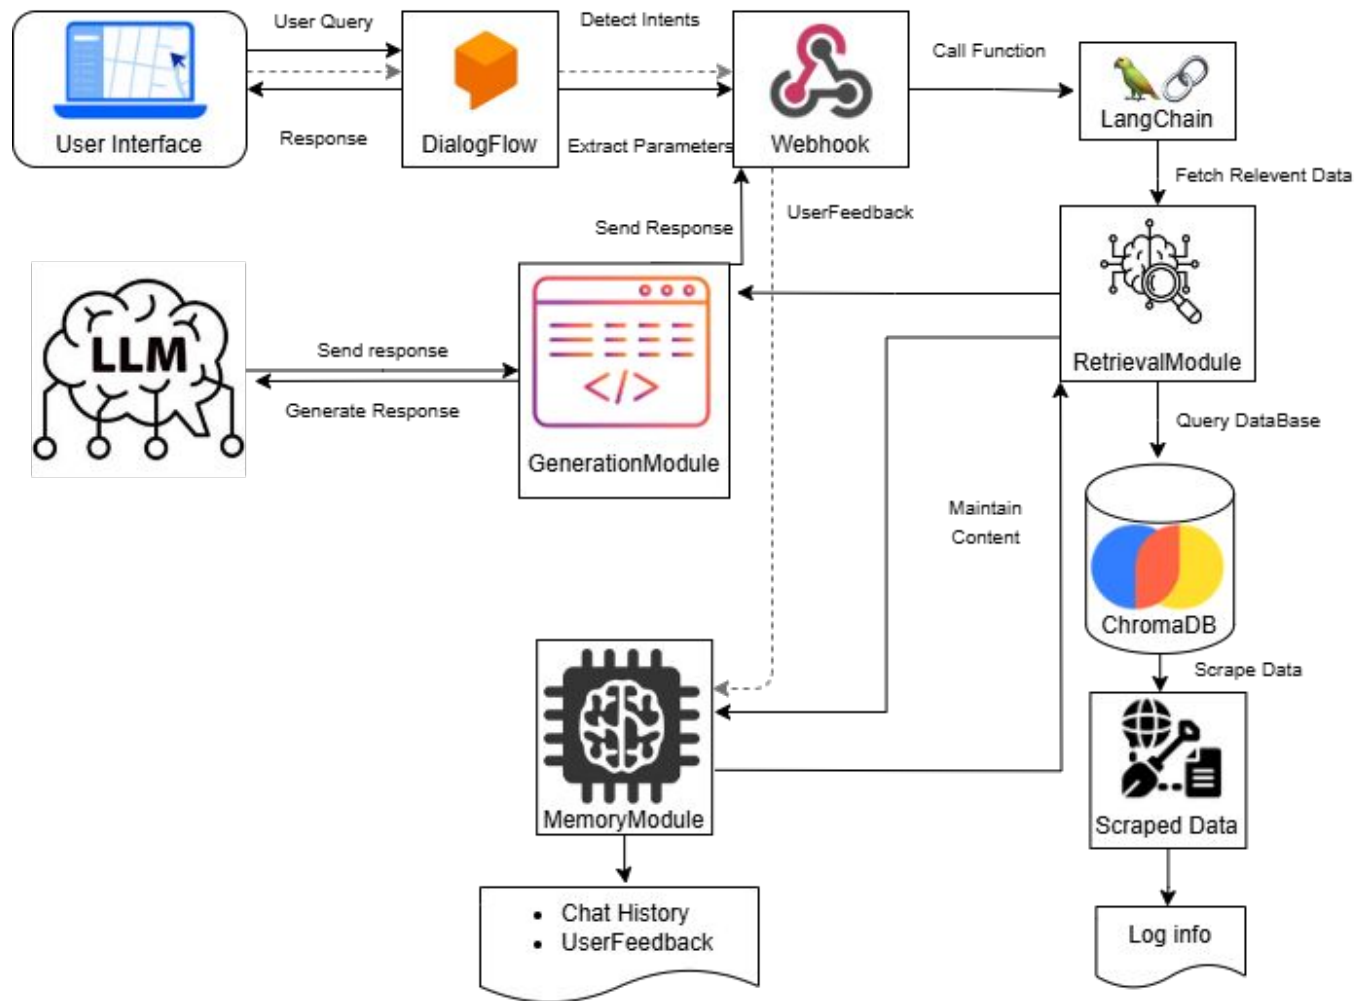 User Query
Detect Intents
Call Function
User Interface
Response
DialogFlow
Extract Parameters
Webhook
LangChain
Fetch Relevent Data
Send Response
UserFeedback
LLM
Send response
Generate Response
GenerationModule
RetrievalModule
Query DataBase
Maintain
Content
ChromaDB
Scrape Data
MemoryModule
Scraped Data
• Chat History
• UserFeedback
Log info